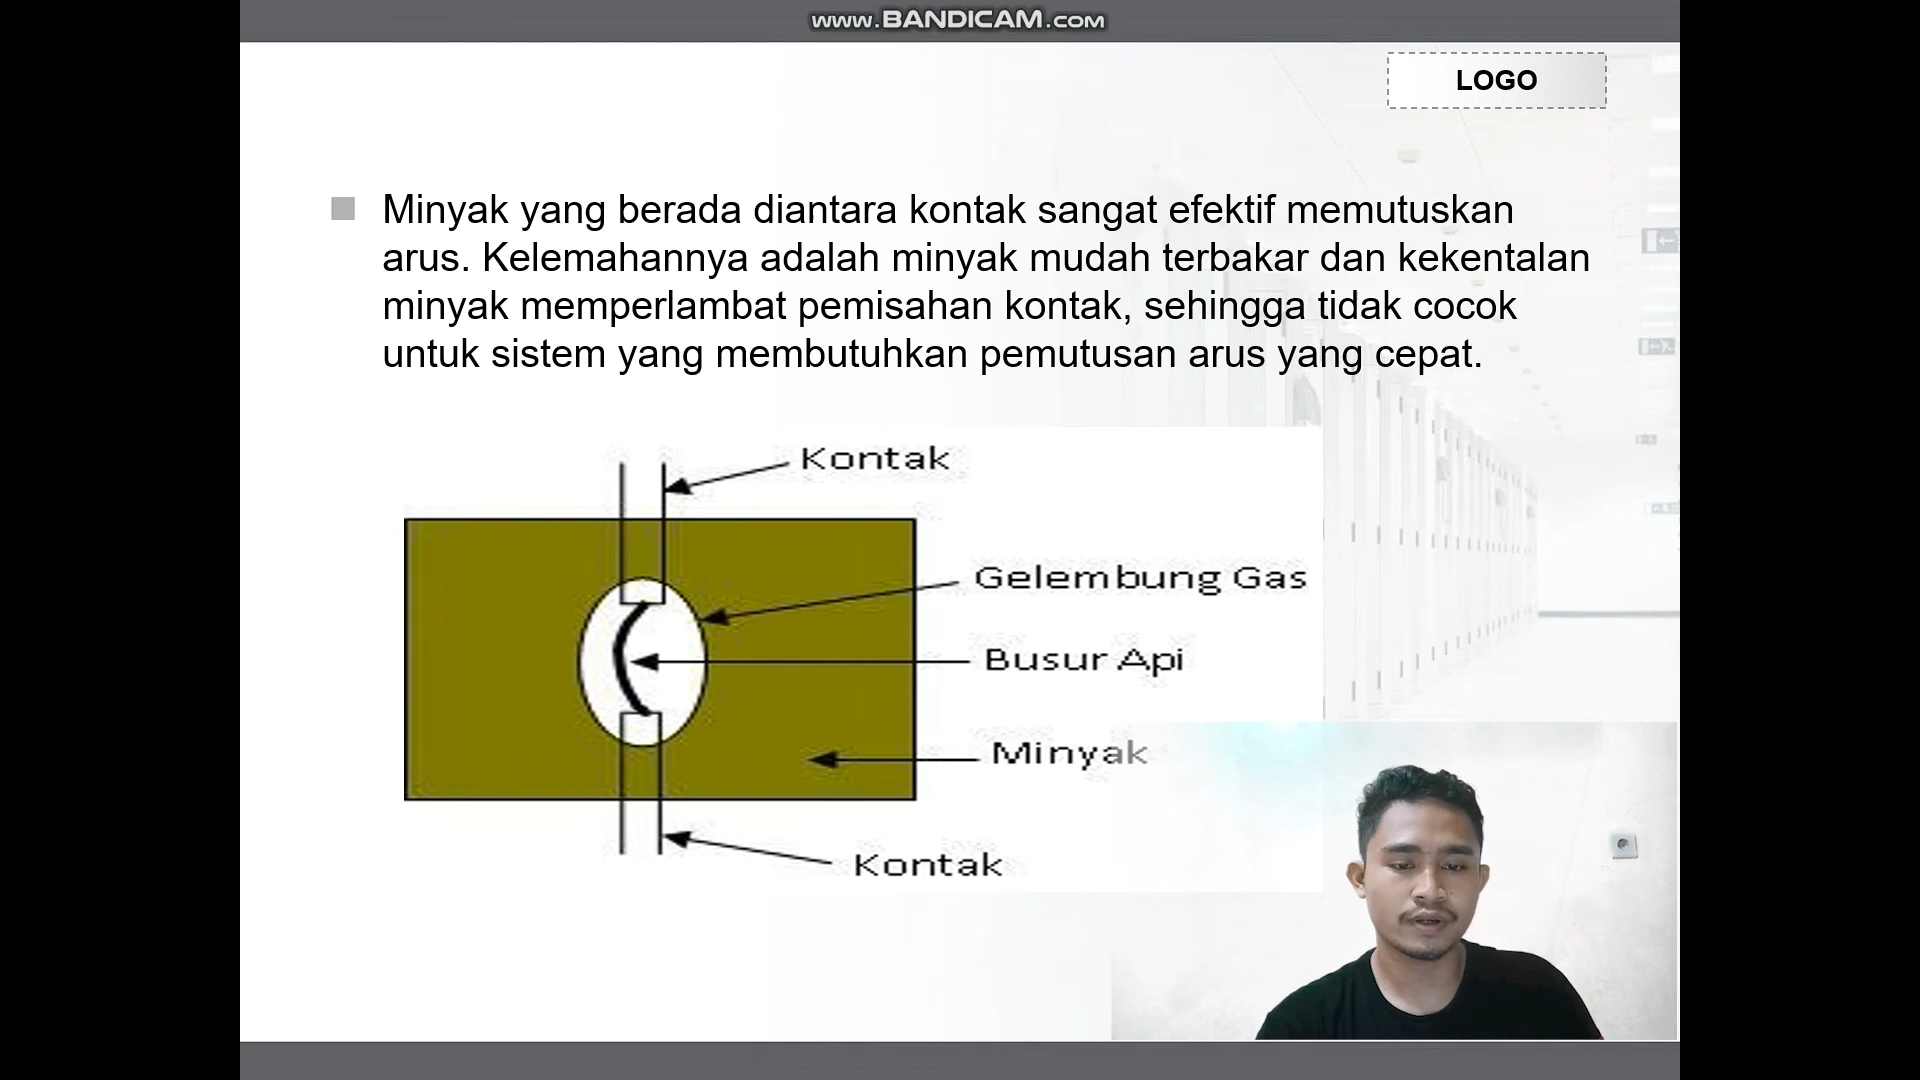 www.BANDICAM.com
LOGO
Minyak yang berada diantara kontak sangat efektif memutuskan
arus. Kelemahannya adalah minyak mudah terbakar dan kekentalan
minyak memperlambat pemisahan kontak, sehingga tidak cocok
untuk sistem yang membutuhkan pemutusan arus yang cepat.
Kontak
Gelembung Gas
Busur Api
Minyak
Kontak